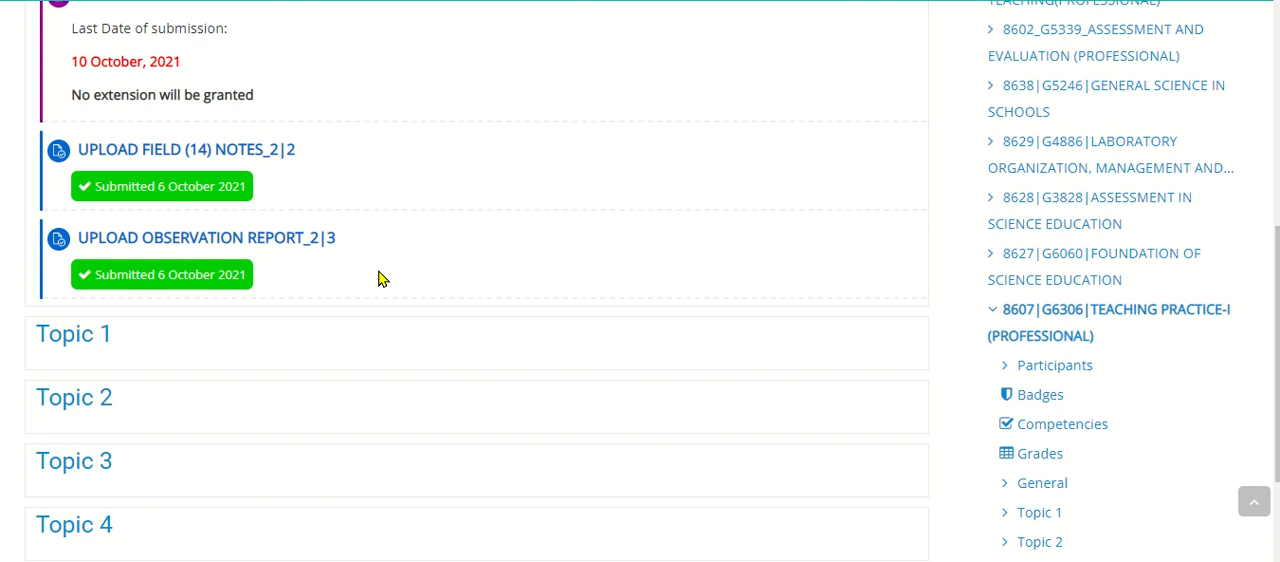 Last Date of submission:
10 October, 2021
No extension will be granted
UPLOAD FIELD (14) NOTES_2|2
Submitted 6 October 2021
UPLOAD OBSERVATION REPORT_2|3
Submitted 6 October 2021
Topic 1
Topic 2
Topic 3
Topic 4
TEACHING(PROFESSIONAL)
8602_G5339_ASSESSMENT AND
EVALUATION (PROFESSIONAL)
8638|G5246|GENERAL SCIENCE IN
SCHOOLS
8629|G4886|LABORATORY
ORGANIZATION, MANAGEMENT AND...
8628|G3828|ASSESSMENT IN
SCIENCE EDUCATION
8627|G6060|FOUNDATION OF
SCIENCE EDUCATION
8607|G6306|TEACHING PRACTICE-I
(PROFESSIONAL)
Participants
Badges
Competencies
Grades
General
Topic 1
Topic 2